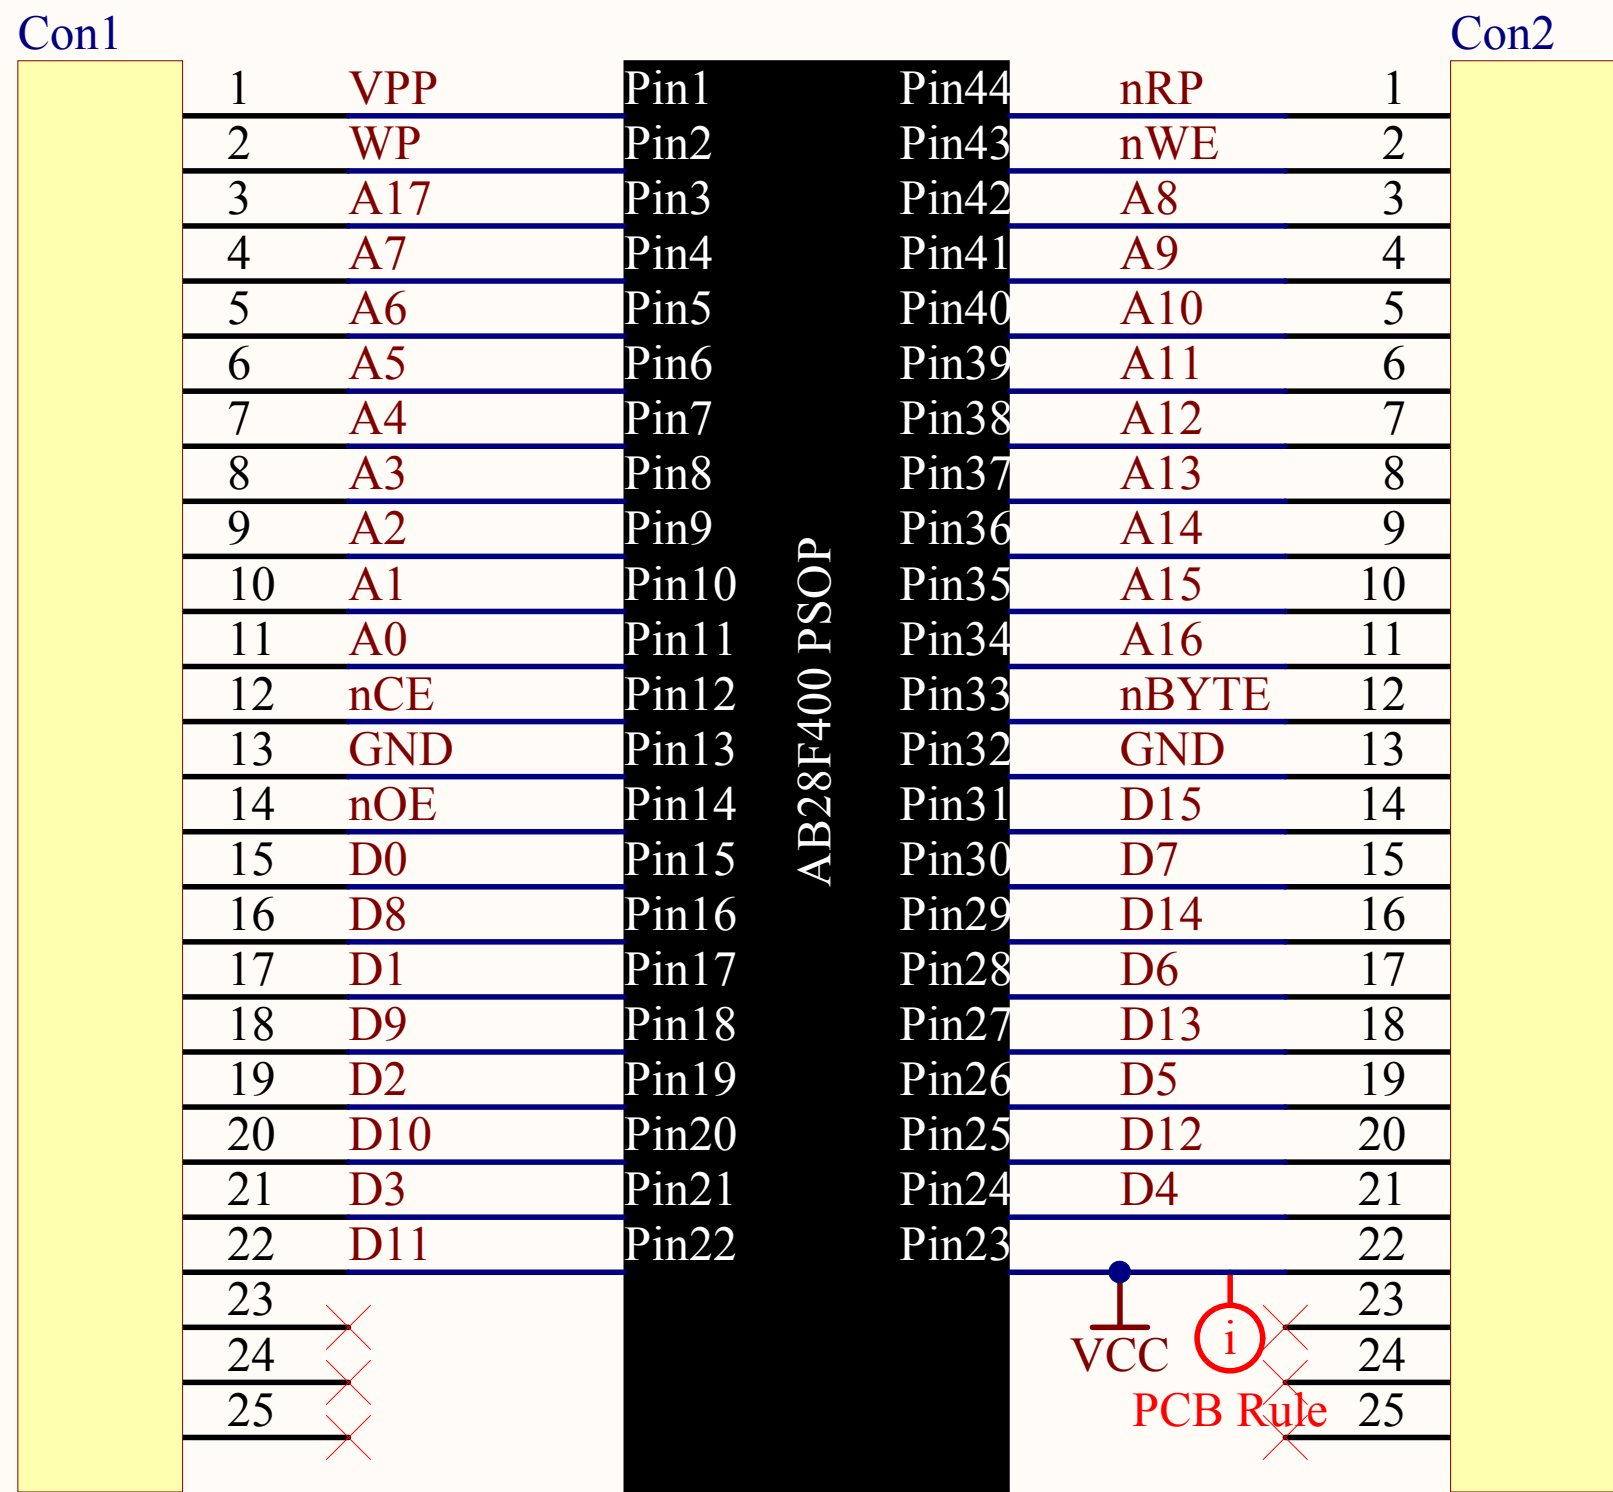 Con1 Con2
1 VPP Pin1 Pin44 nRP 1
2 WP Pin2 Pin43 nWE 2
3 A17 Pin3 Pin42 A8 3
4 A7 Pin4 Pin41 A9 4
5 A6 Pin5 Pin40 A10 5
6 A5 Pin6 Pin39 A11 6
7 A4 Pin7 Pin38 A12 7
8 A3 Pin8 Pin37 A13 8
9 A2 Pin9 Pin36 A14 9
10 A1 Pin10 Pin35 A15 10
11 A0 Pin11 Pin34 A16 11
12 nCE Pin12 Pin33 nBYTE 12
13 GND Pin13 Pin32 GND 13
14 nOE Pin14 Pin31 D15 14
15 D0 Pin15 Pin30 D7 15
16 D8 Pin16 Pin29 D14 16
17 D1 Pin17 Pin28 D6 17
18 D9 Pin18 Pin27 D13 18
19 D2 Pin19 Pin26 D5 19
20 D10 Pin20 Pin25 D12 20
21 D3 Pin21 Pin24 D4 21
22 D11 Pin22 Pin23 22
23 23
24 VCC i 24
25 PCB Rule 25
AB28F400 PSOP